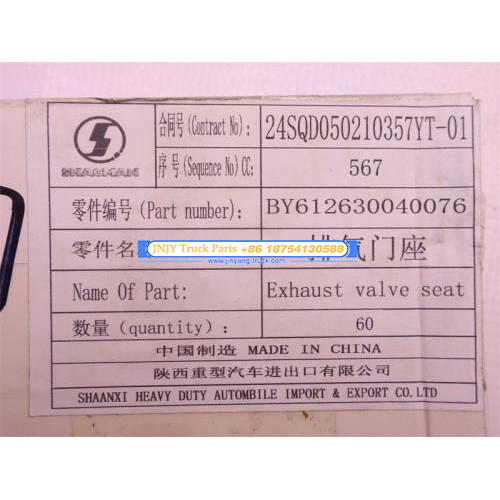 合同号(Contract No): 24SQD050210357YT-01
SHACMAN
序号(Sequence No)CC: 567
零件编号(Part number): BY612630040076
零件名 排气门座
JNJY Truck Parts +86 18754130588
www.jinyang-truck.com
Name Of Part: Exhaust valve seat
数量(quantity): 60
中国制造 MADE IN CHINA
陕西重型汽车进出口有限公司
SHAANXI HEAVY DUTY AUTOMBILE IMPORT & EXPORT CO.LTD